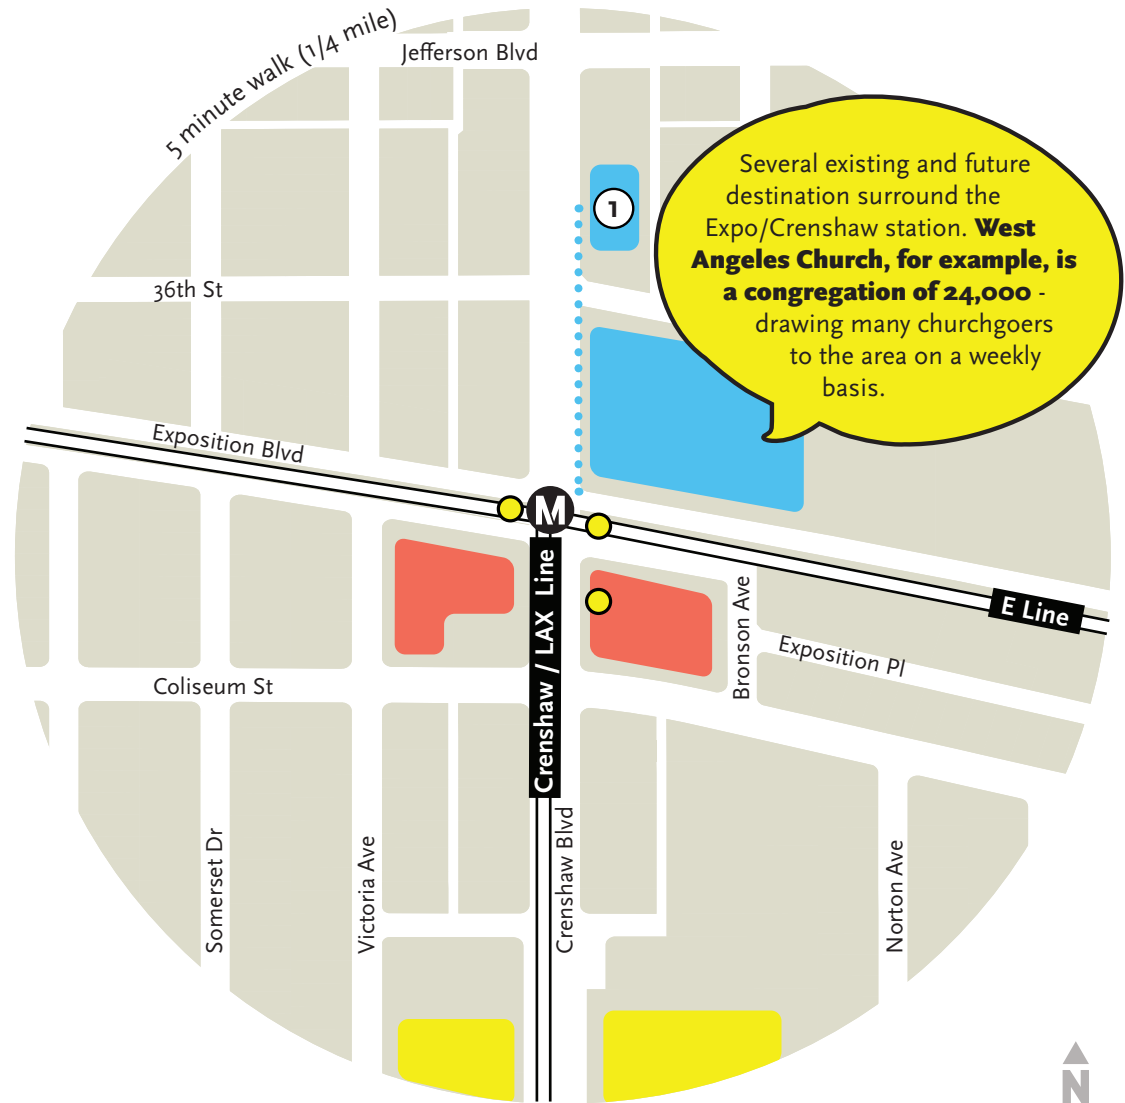 5 minute walk (1/4 mile)
Jefferson Blvd
1
Several existing and future
destination surround the
Expo/Crenshaw station. West
Angeles Church, for example, is
a congregation of 24,000 -
drawing many churchgoers
to the area on a weekly
basis.
36th St
Exposition Blvd
M
E Line
Crenshaw / LAX Line
Bronson Ave
Exposition Pl
Coliseum St
Somerset Dr
Victoria Ave
Crenshaw Blvd
Norton Ave
N